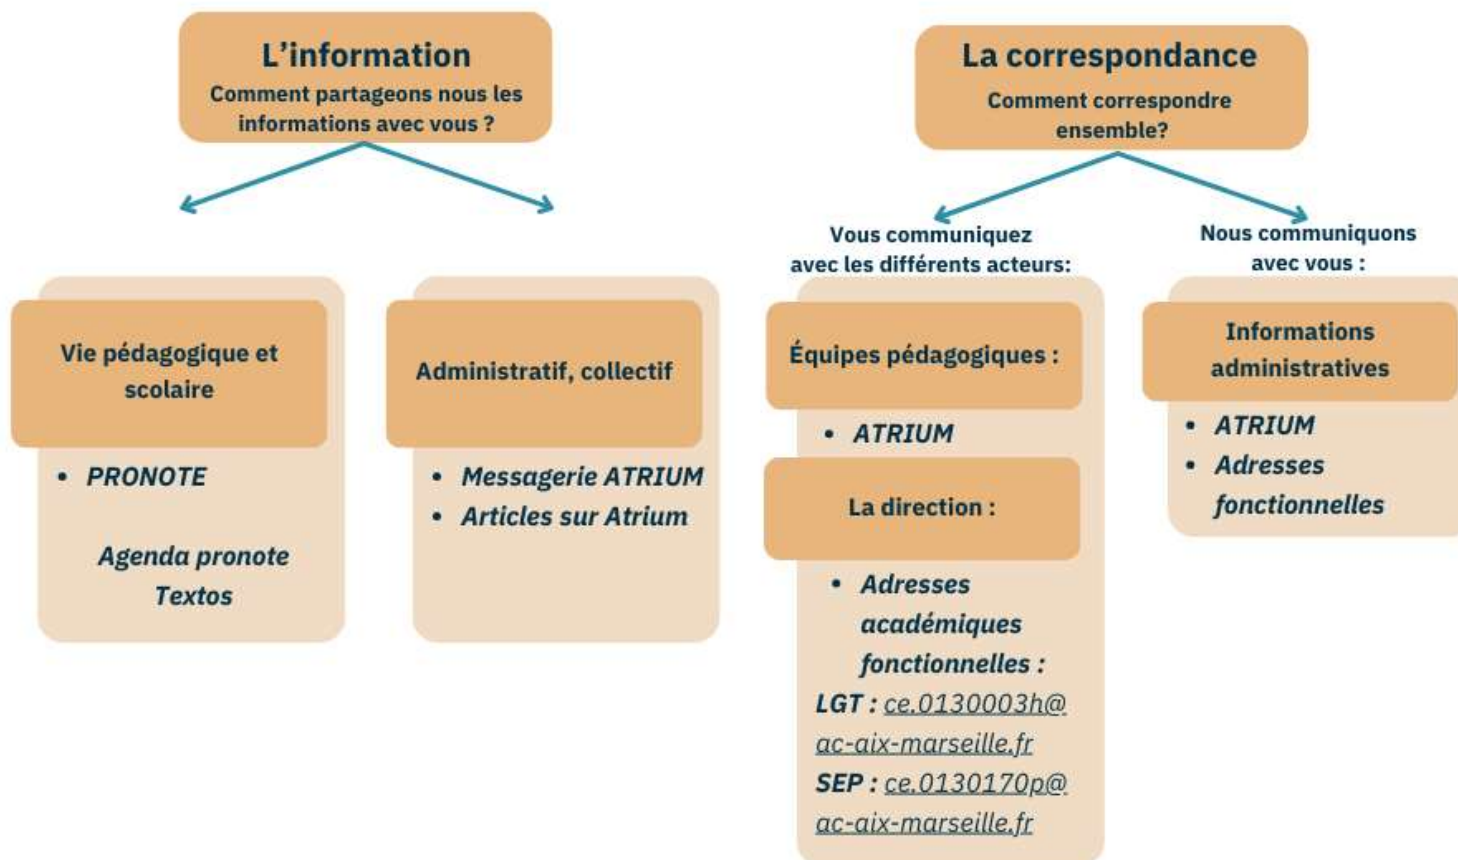 L'information
Comment partageons nous les
informations avec vous ?
Vie pédagogique et
scolaire
• PRONOTE
Agenda pronote
Textos
Administratif, collectif
• Messagerie ATRIUM
• Articles sur Atrium
La correspondance
Comment correspondre
ensemble?
Vous communiquez
avec les différents acteurs:
Équipes pédagogiques :
• ATRIUM
La direction :
• Adresses
académiques
fonctionnelles :
LGT : ce.0130003h@
ac-aix-marseille.fr
SEP : ce.0130170p@
ac-aix-marseille.fr
Nous communiquons
avec vous :
Informations
administratives
• ATRIUM
• Adresses
fonctionnelles